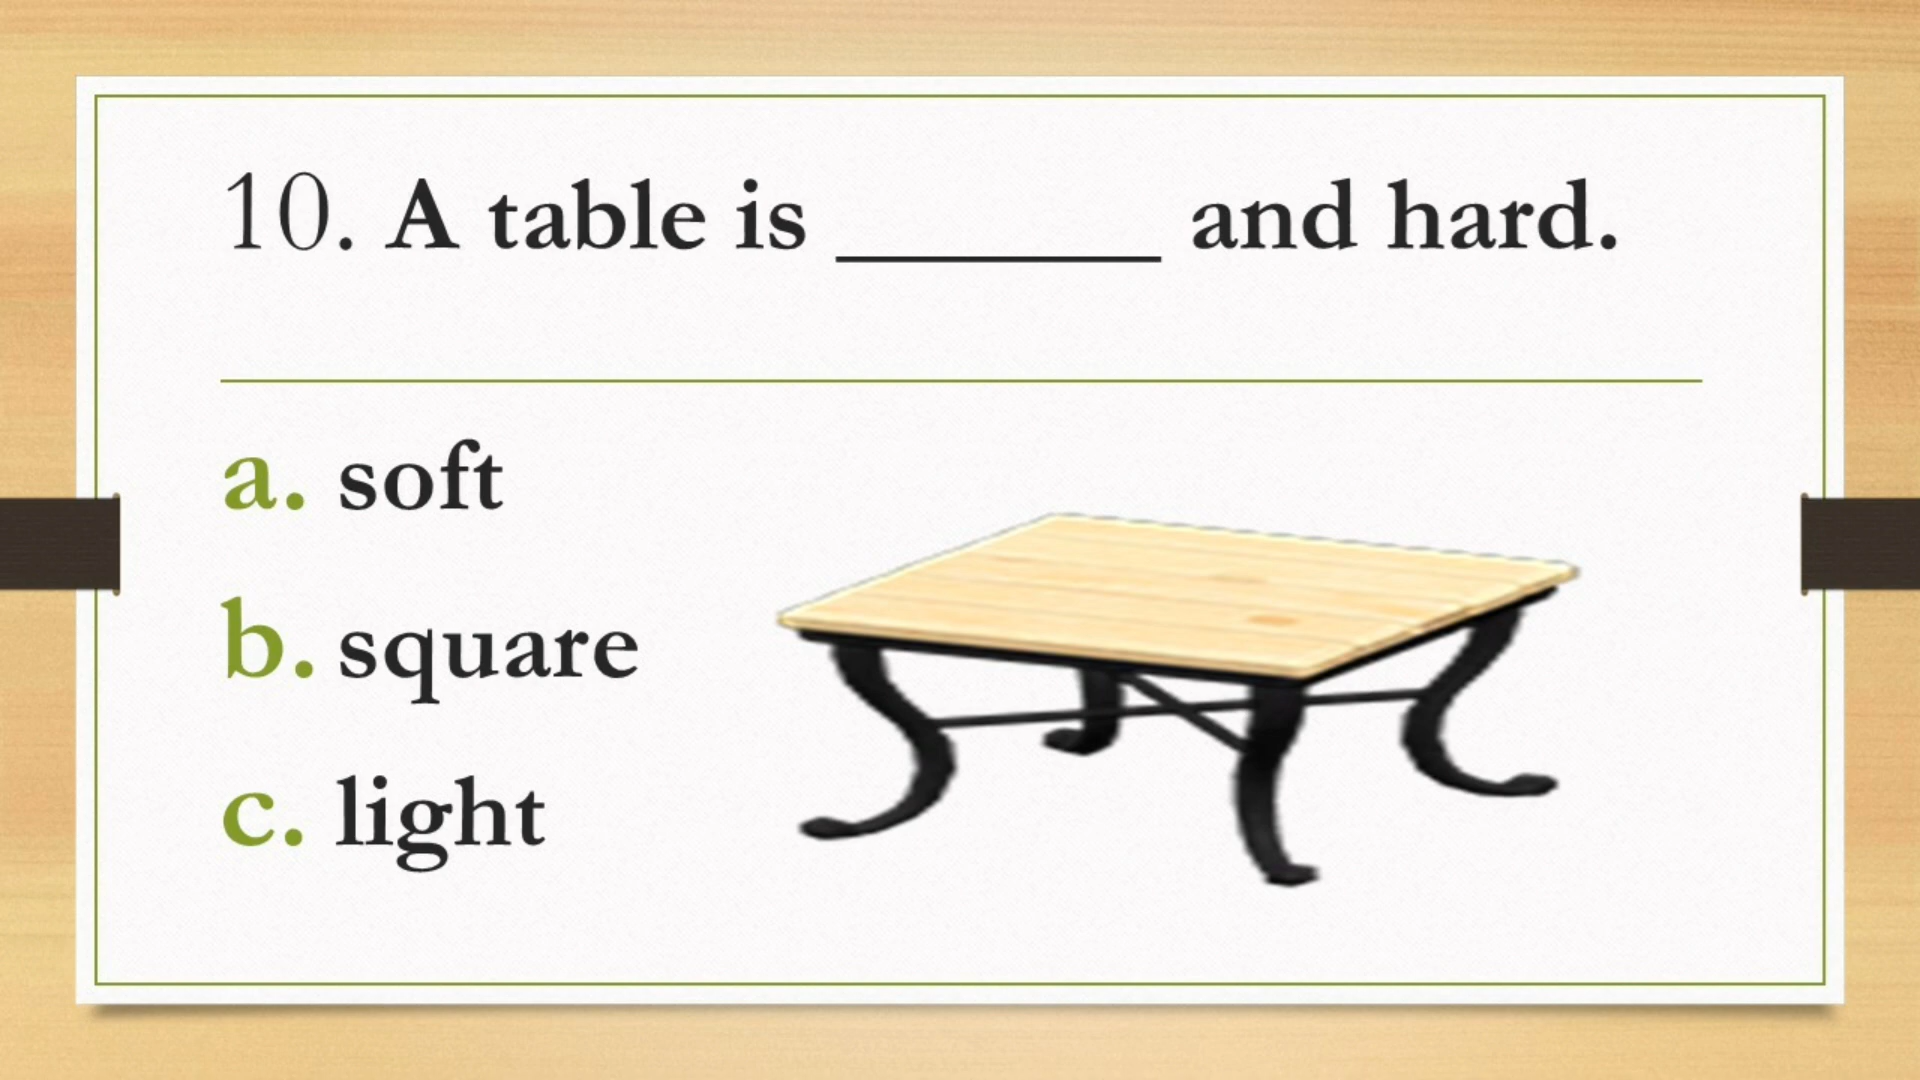 10. A table is _______ and hard.
a. soft
b. square
c. light